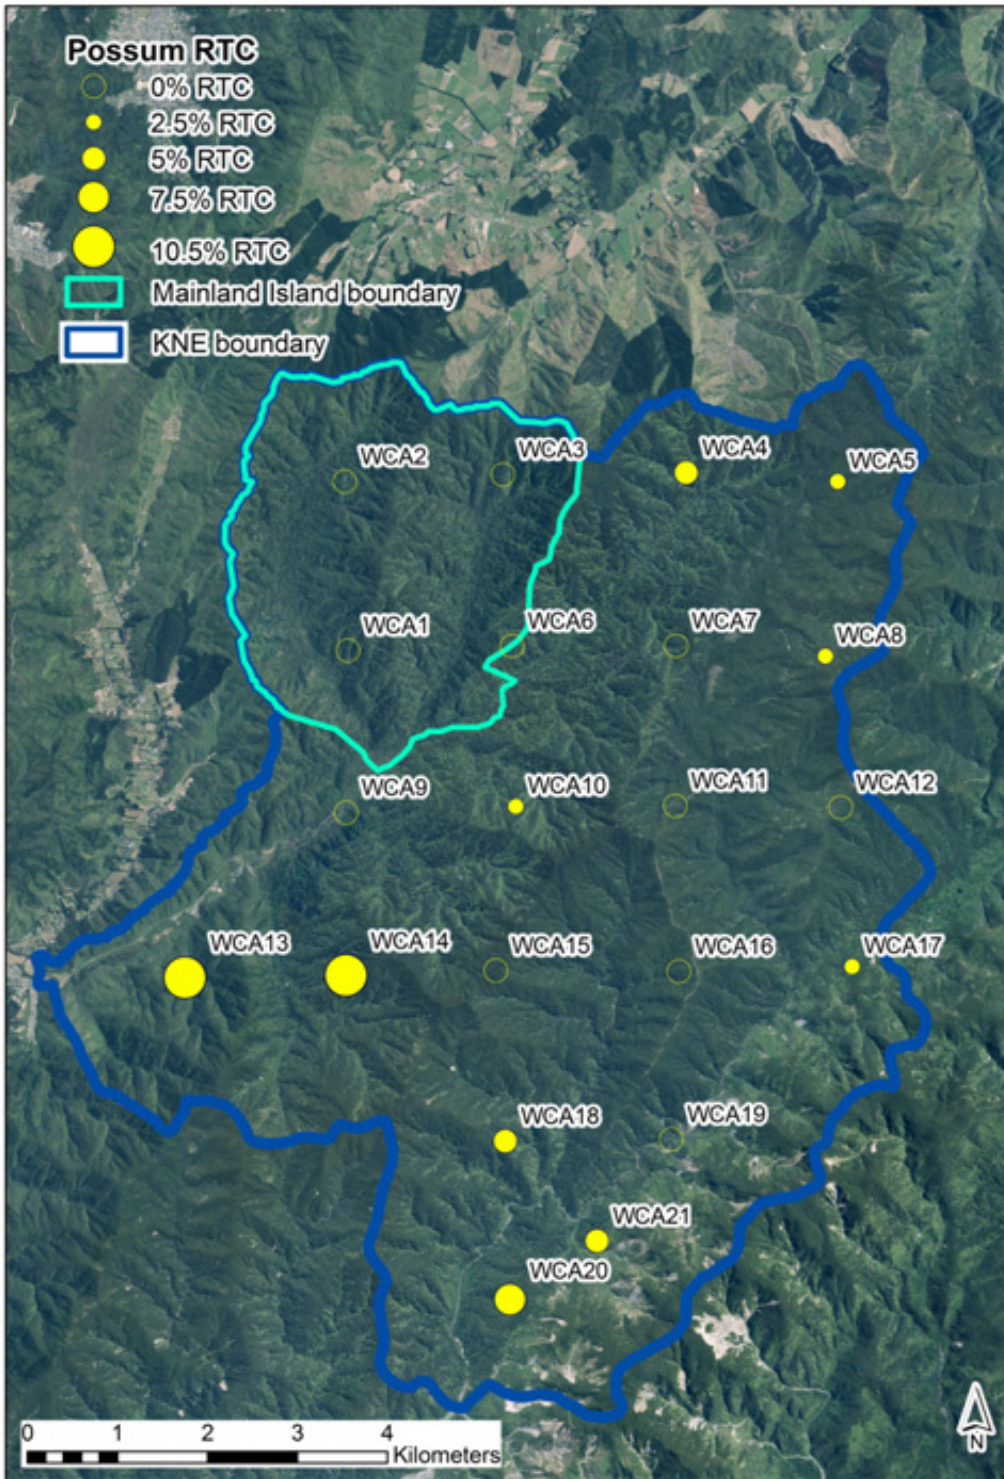 Possum RTC
0% RTC
2.5% RTC
5% RTC
7.5% RTC
10.5% RTC
Mainland Island boundary
KNE boundary
WCA2
WCA3
WCA4
WCA5
WCA1
WCA6
WCA7
WCA8
WCA9
WCA10
WCA11
WCA12
WCA13
WCA14
WCA15
WCA16
WCA17
WCA18
WCA19
WCA21
WCA20
0 1 2 3 4
Kilometers
N